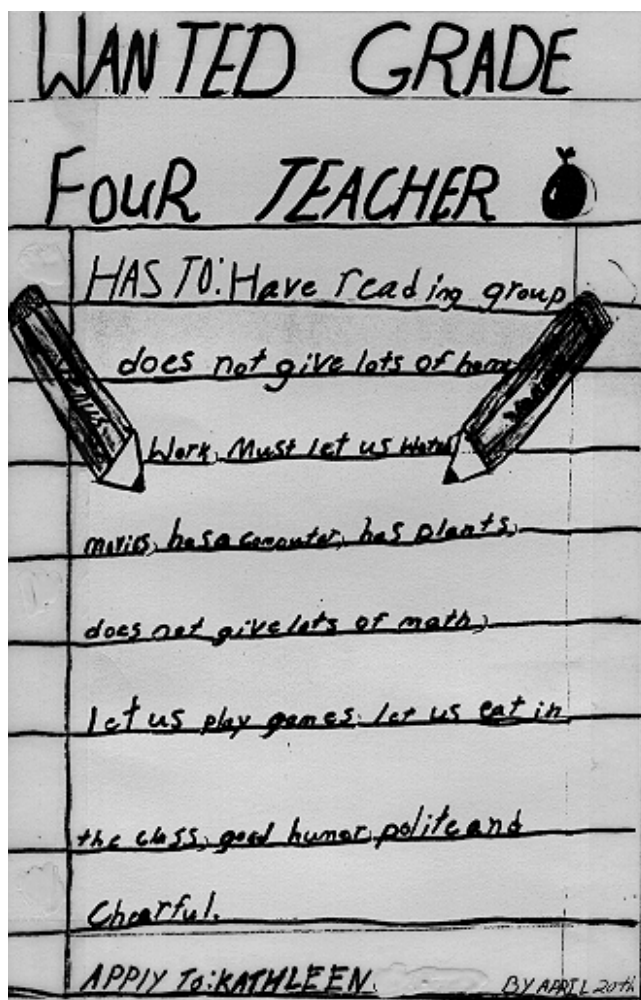 WANTED GRADE
FOUR TEACHER
HAS TO: Have reading group
does not give lots of home
Work, Must let us watch
movies, has a computer, has plants,
does not give lots of math,
let us play games, let us eat in
the class, good humor, polite and
Chearful.
APPLY TO: KATHLEEN.
BY APRIL 20th